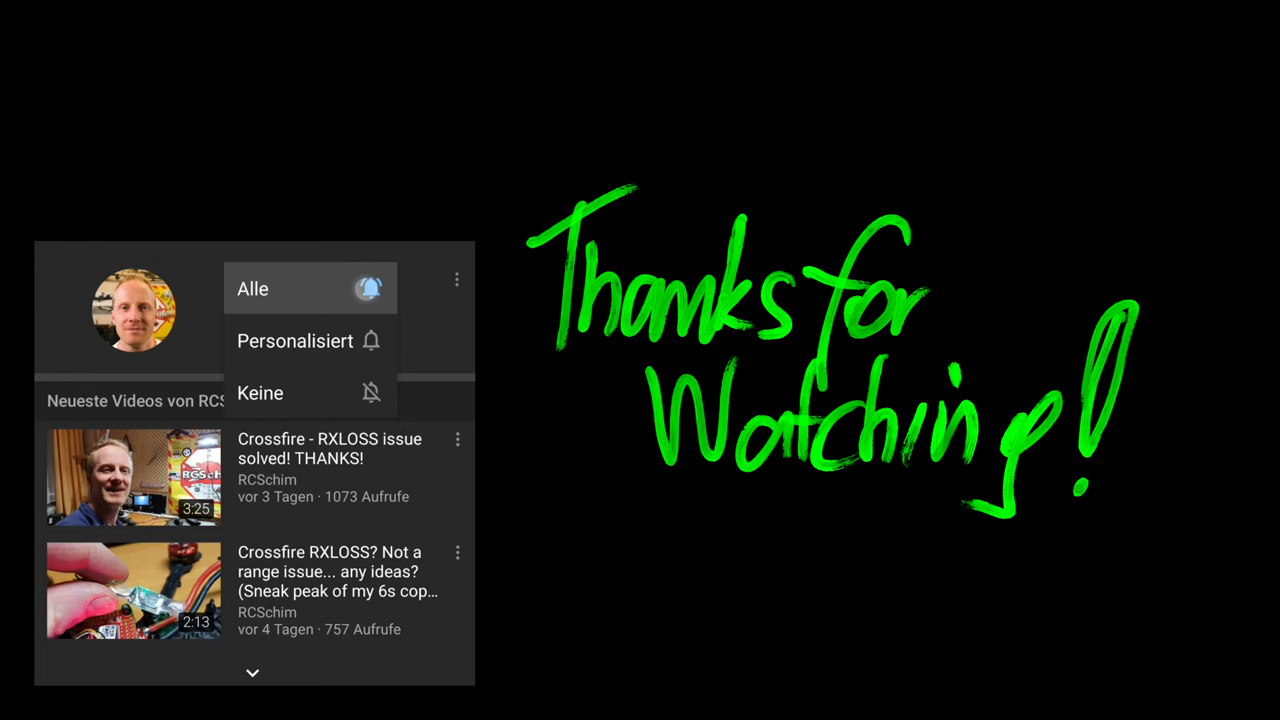 Alle
Personalisiert
Keine
Neueste Videos von RCS
Crossfire - RXLOSS issue
solved! THANKS!
RCSchim
vor 3 Tagen · 1073 Aufrufe
3:25
Crossfire RXLOSS? Not a
range issue... any ideas?
(Sneak peak of my 6s cop...
RCSchim
vor 4 Tagen · 757 Aufrufe
2:13
Thanks for
Watching!